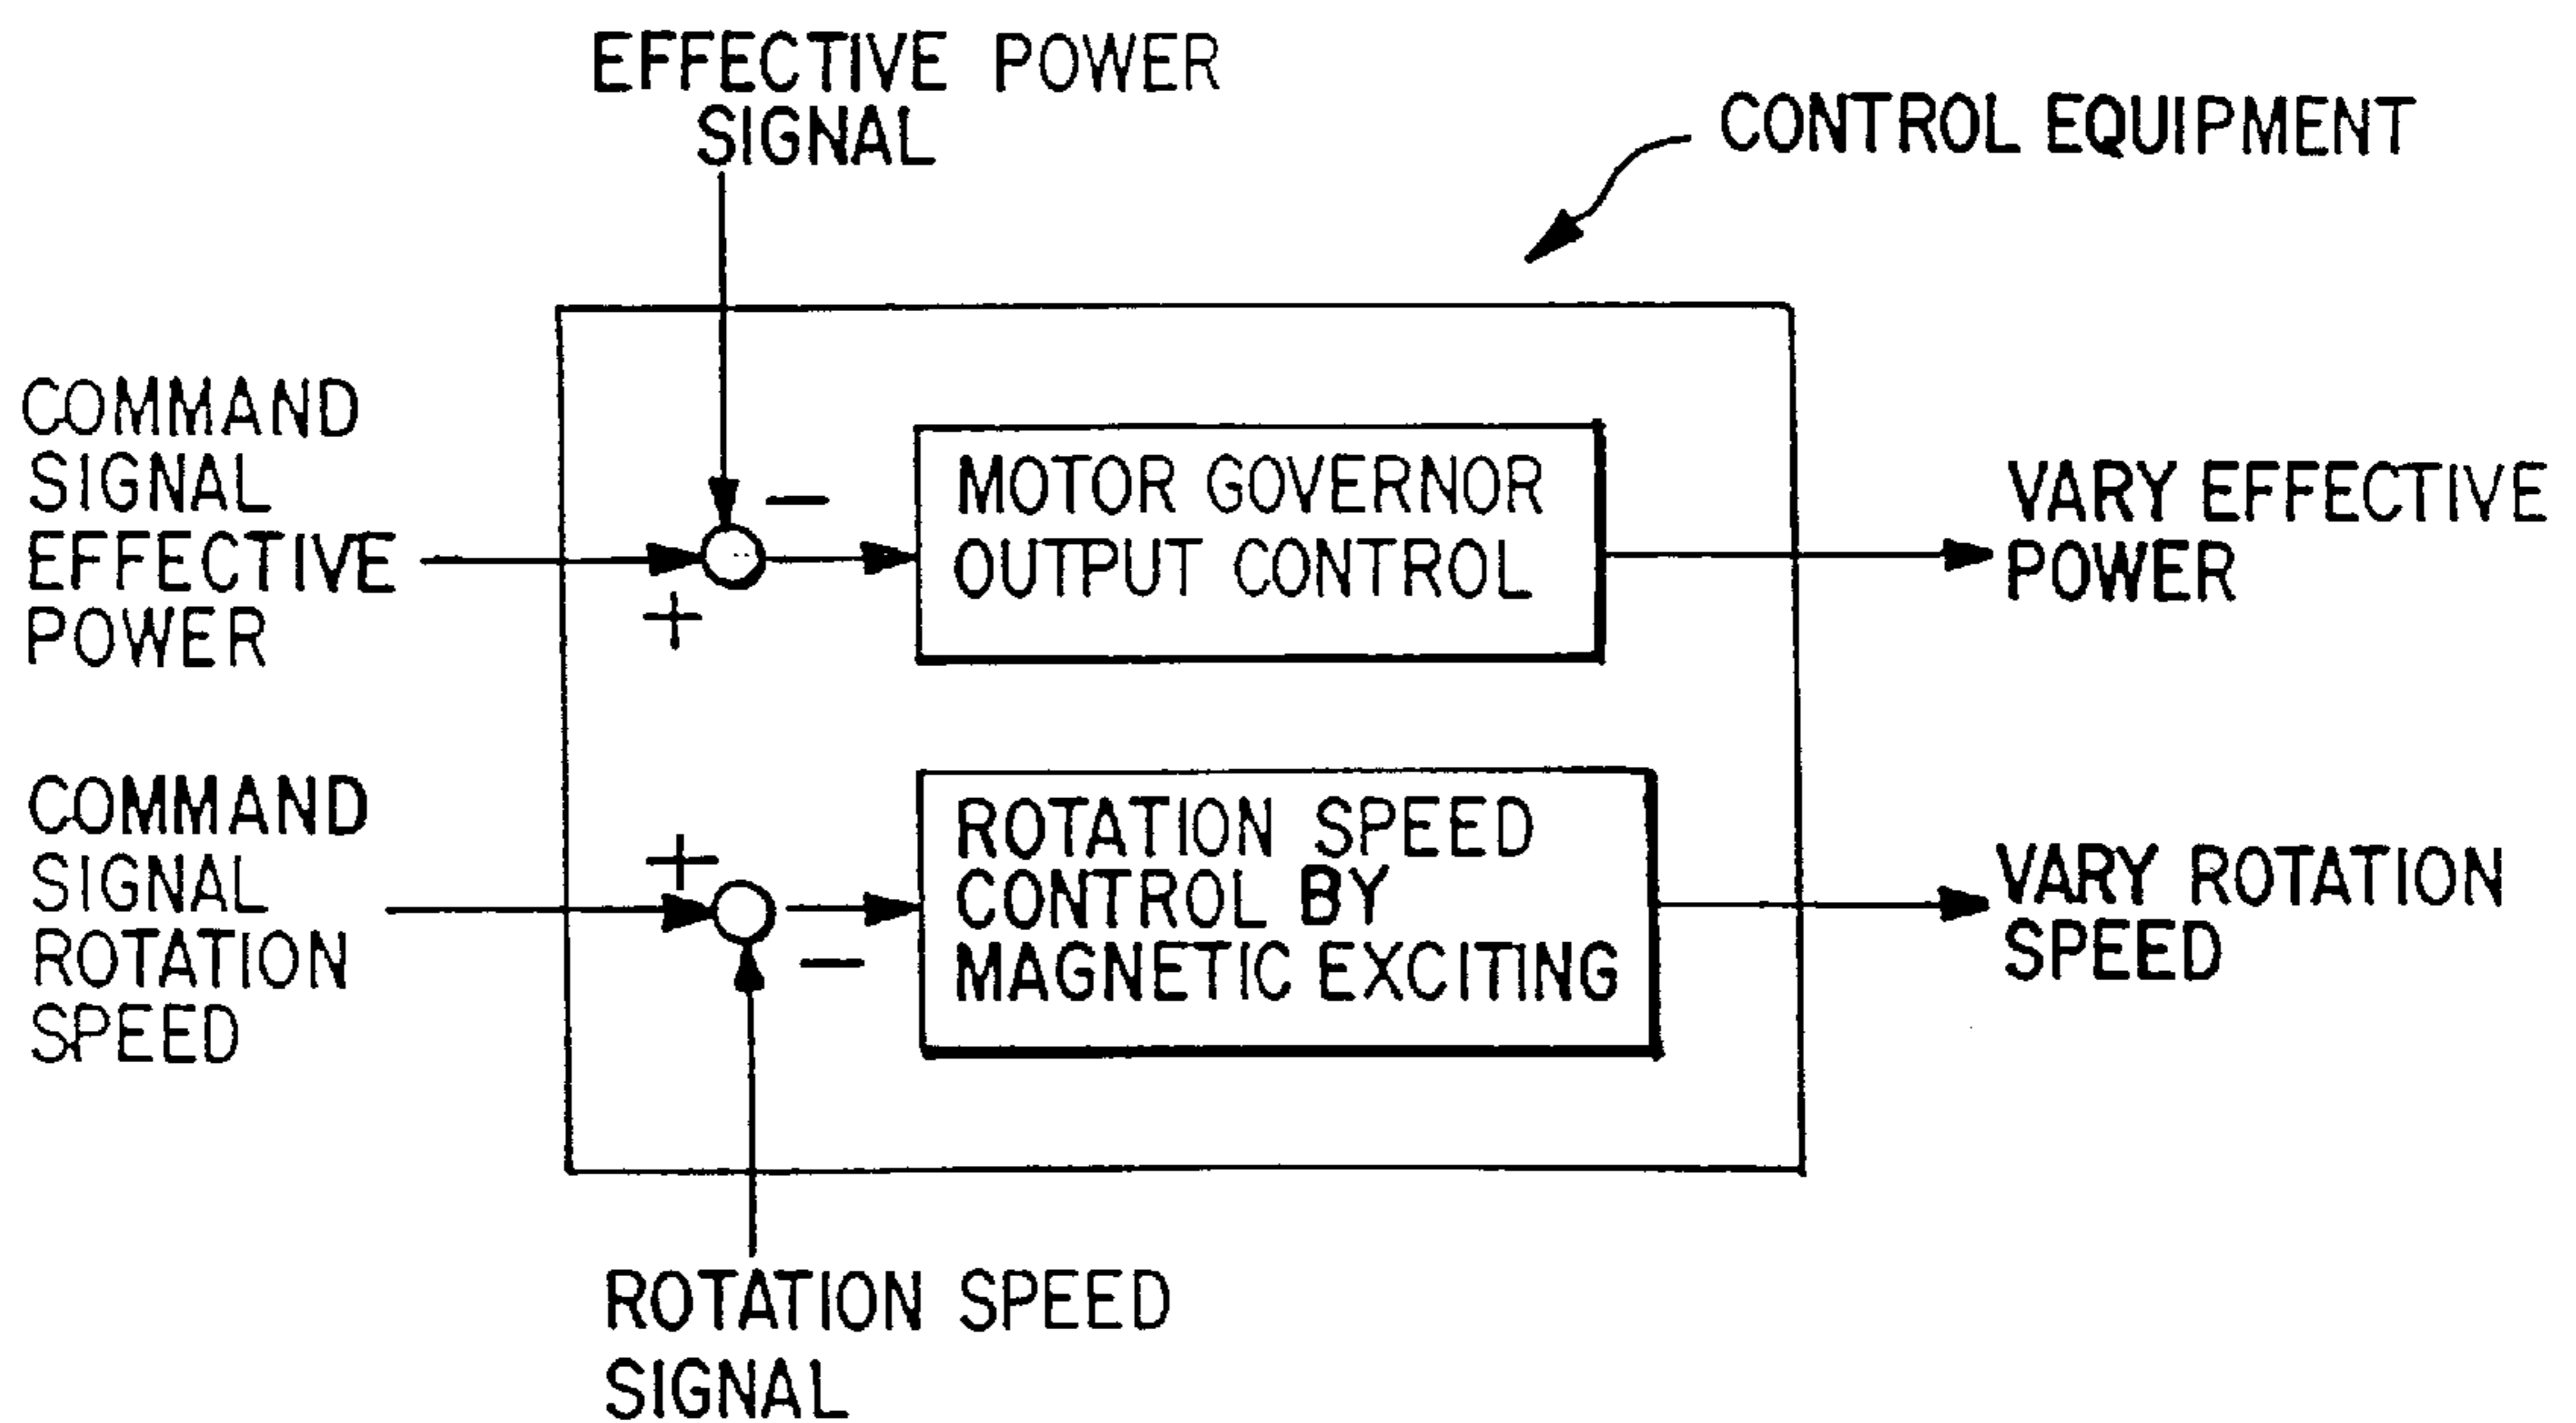 EFFECTIVE POWER
SIGNAL
CONTROL EQUIPMENT
COMMAND
SIGNAL
EFFECTIVE
POWER
−
+
MOTOR GOVERNOR
OUTPUT CONTROL
VARY EFFECTIVE
POWER
COMMAND
SIGNAL
ROTATION
SPEED
+
−
ROTATION SPEED
CONTROL BY
MAGNETIC EXCITING
VARY ROTATION
SPEED
ROTATION SPEED
SIGNAL